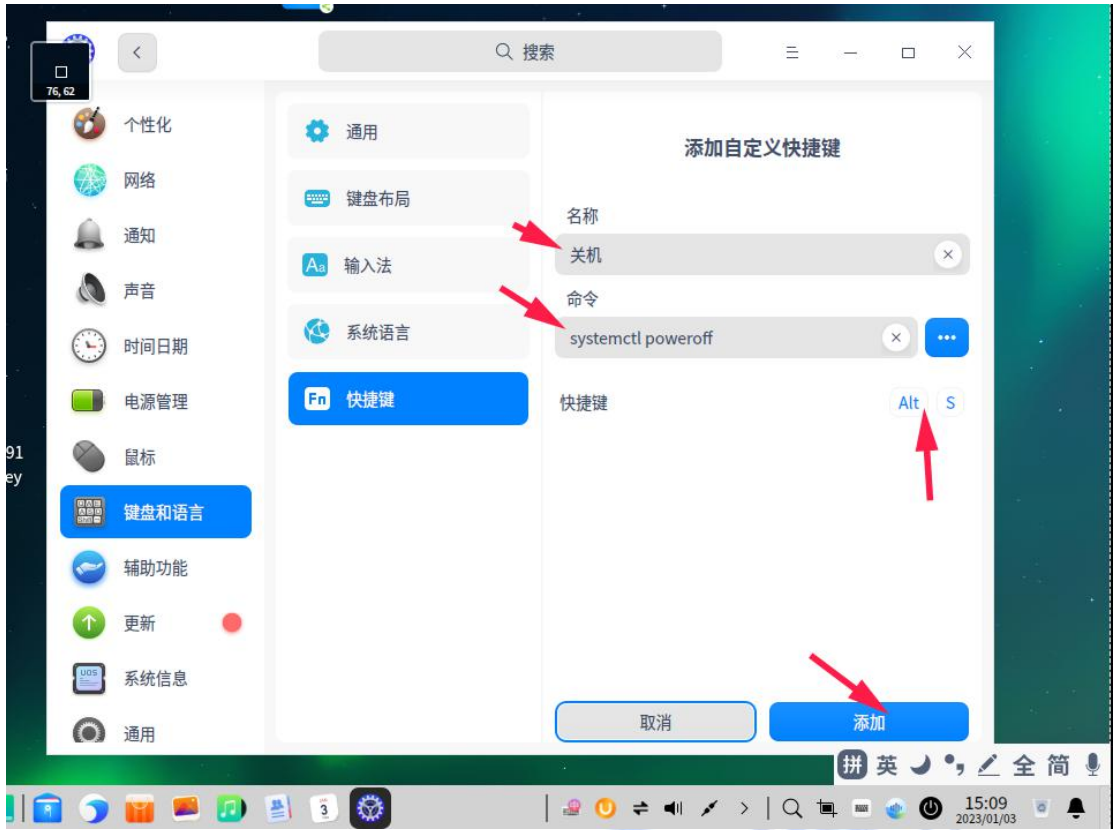 搜索
76, 62
个性化
网络
通知
声音
时间日期
电源管理
鼠标
键盘和语言
辅助功能
更新
系统信息
通用
通用
键盘布局
输入法
系统语言
Fn 快捷键
添加自定义快捷键
名称
关机
命令
systemctl poweroff
快捷键 Alt S
取消 添加
91
ey
拼 英 全 简
3
15:09
2023/01/03